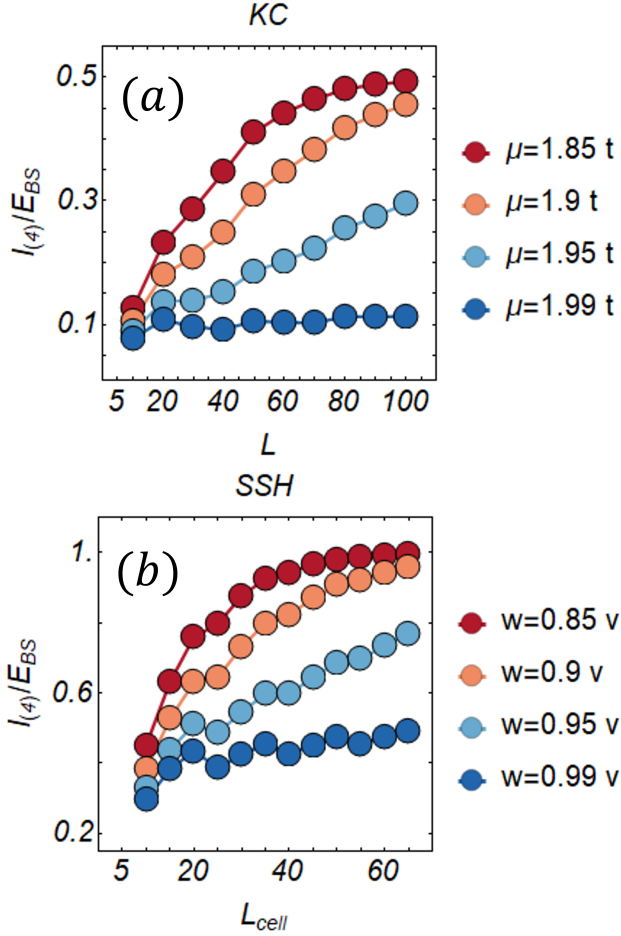 KC
(a)
0.5
0.3
0.1
I(4)/EBS
5 20 40 60 80 100
L
μ=1.85 t
μ=1.9 t
μ=1.95 t
μ=1.99 t
SSH
(b)
1.
0.6
0.2
I(4)/EBS
5 20 40 60
Lcell
w=0.85 v
w=0.9 v
w=0.95 v
w=0.99 v